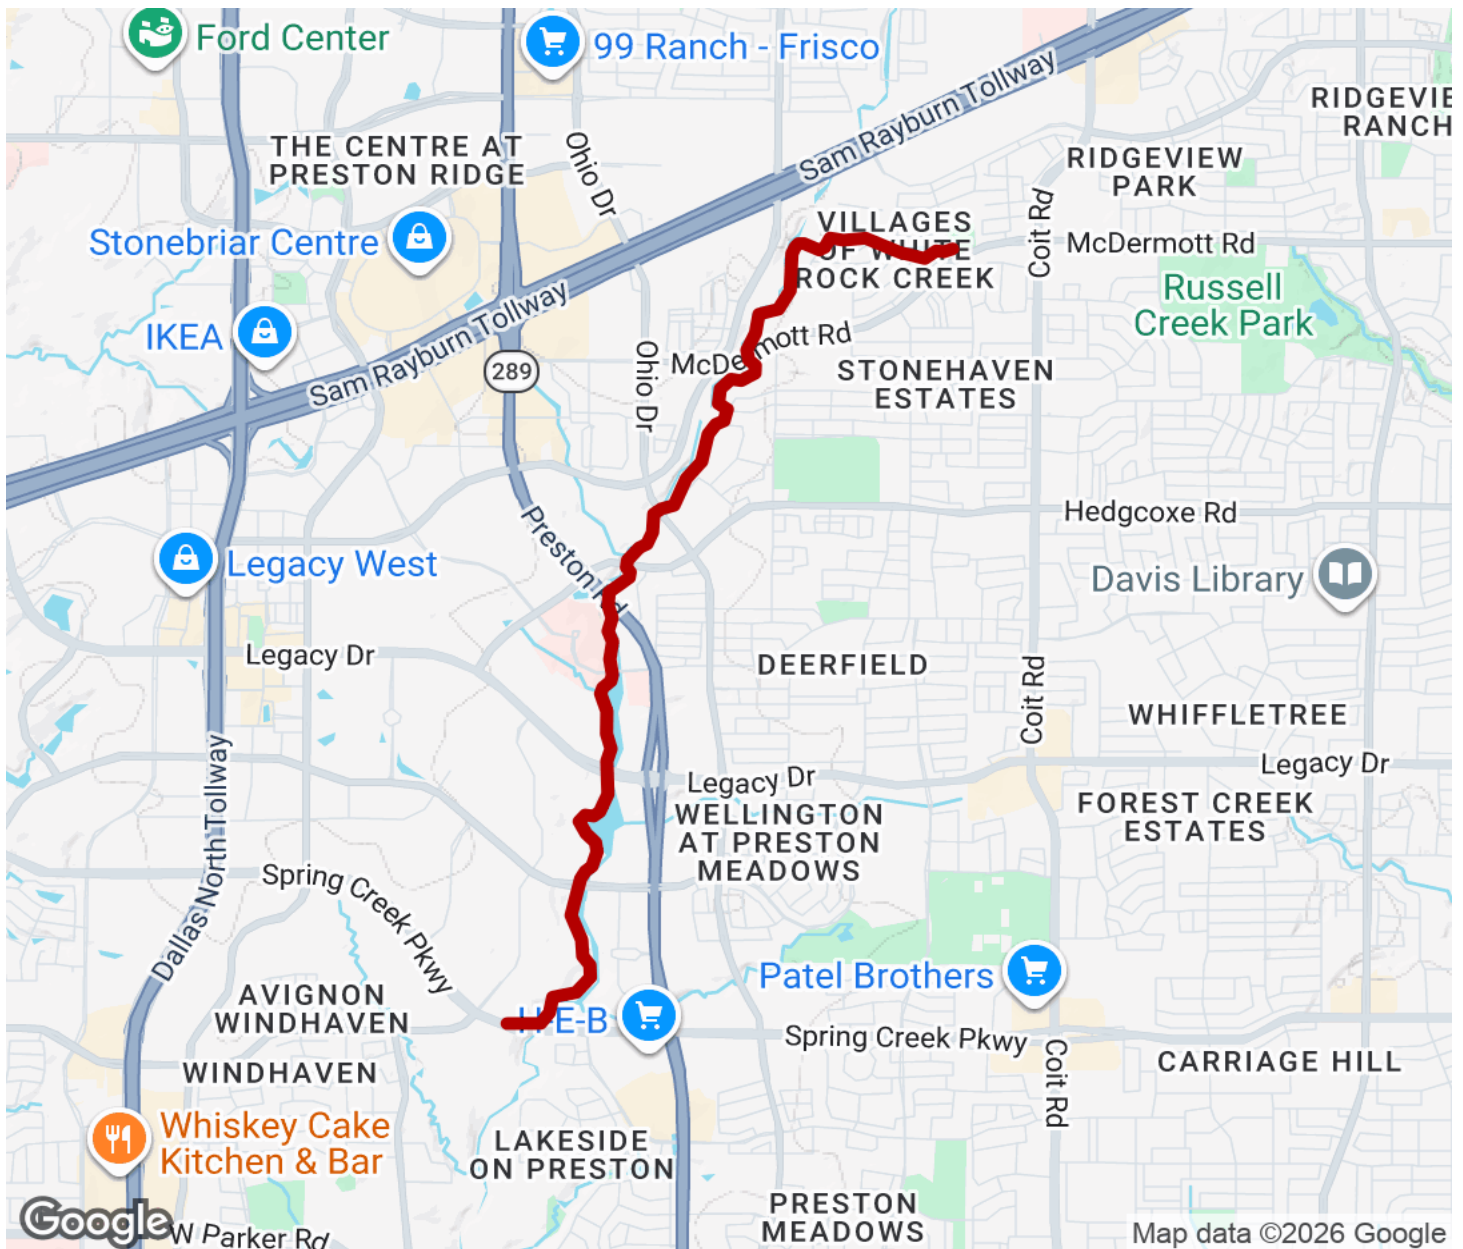 Ford Center
99 Ranch - Frisco
Sam Rayburn Tollway
RIDGEVIE
RANCH
THE CENTRE AT
PRESTON RIDGE
Ohio Dr
RIDGEVIEW
PARK
Stonebriar Centre
VILLAGES
OF WHITE
ROCK CREEK
Coit Rd
McDermott Rd
Russell
Creek Park
IKEA
Sam Rayburn Tollway
289
Ohio Dr
McDermott Rd
STONEHAVEN
ESTATES
Legacy West
Preston Rd
Hedgcoxe Rd
Davis Library
Legacy Dr
DEERFIELD
Coit Rd
WHIFFLETREE
Dallas North Tollway
Legacy Dr
Legacy Dr
WELLINGTON
AT PRESTON
MEADOWS
FOREST CREEK
ESTATES
Spring Creek Pkwy
Patel Brothers
AVIGNON
WINDHAVEN
H-E-B
Spring Creek Pkwy
Coit Rd
CARRIAGE HILL
WINDHAVEN
Whiskey Cake
Kitchen & Bar
LAKESIDE
ON PRESTON
PRESTON
MEADOWS
Google
W Parker Rd
Map data ©2026 Google